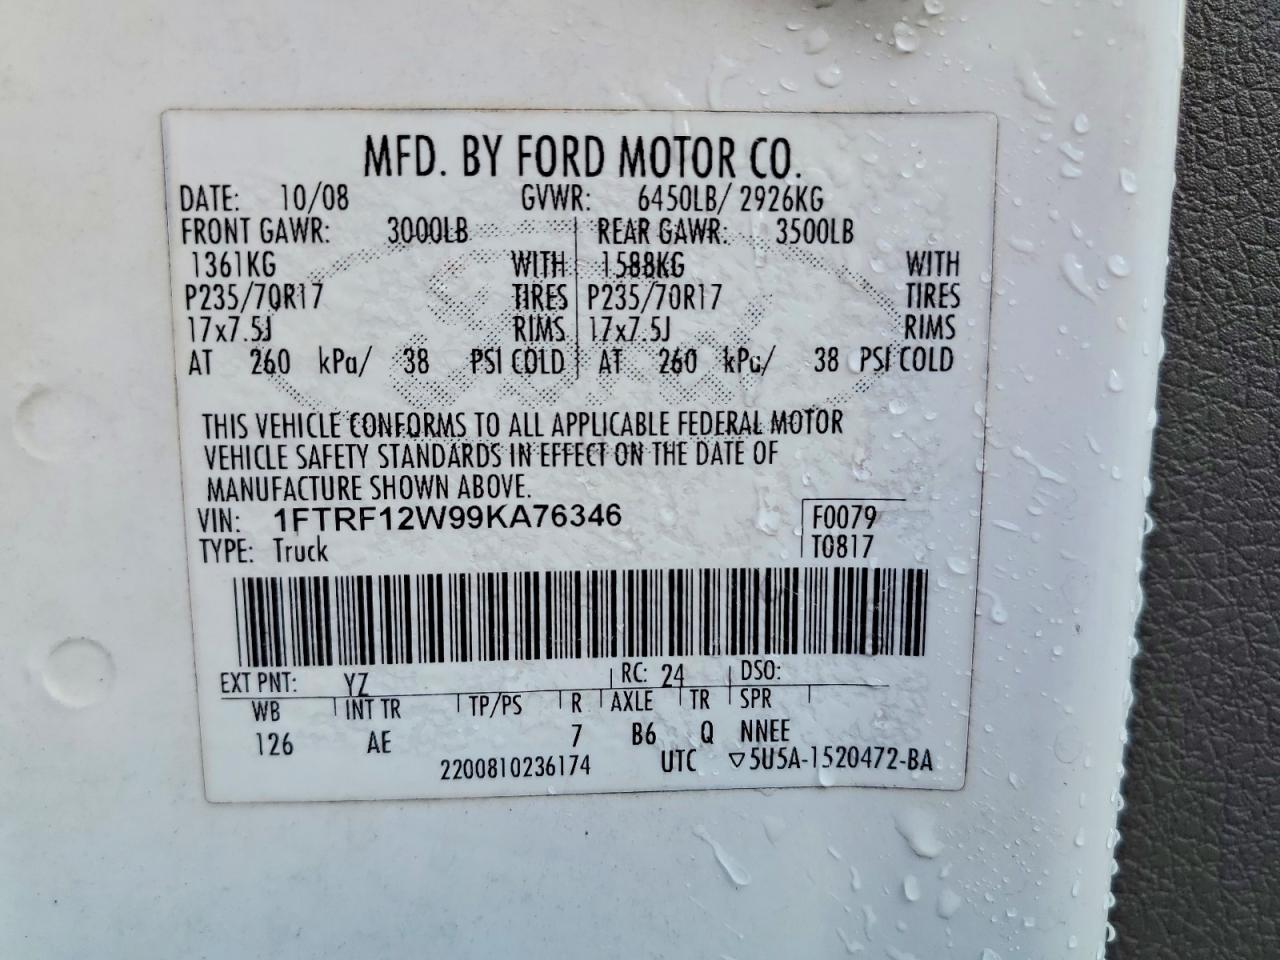 MFD. BY FORD MOTOR CO.
DATE: 10/08 GVWR: 6450LB/ 2926KG
FRONT GAWR: 3000LB REAR GAWR: 3500LB
1361KG WITH 1588KG WITH
P235/70R17 TIRES P235/70R17 TIRES
17x7.5J RIMS 17x7.5J RIMS
AT 260 kPa/ 38 PSI COLD AT 260 kPa/ 38 PSI COLD
THIS VEHICLE CONFORMS TO ALL APPLICABLE FEDERAL MOTOR
VEHICLE SAFETY STANDARDS IN EFFECT ON THE DATE OF
MANUFACTURE SHOWN ABOVE.
VIN: 1FTRF12W99KA76346 F0079
TYPE: Truck T0817
EXT PNT: YZ RC: 24 DSO:
WB INT TR TP/PS R AXLE TR SPR
126 AE 7 B6 Q NNEE
2200810236174 UTC ▽5U5A-1520472-BA